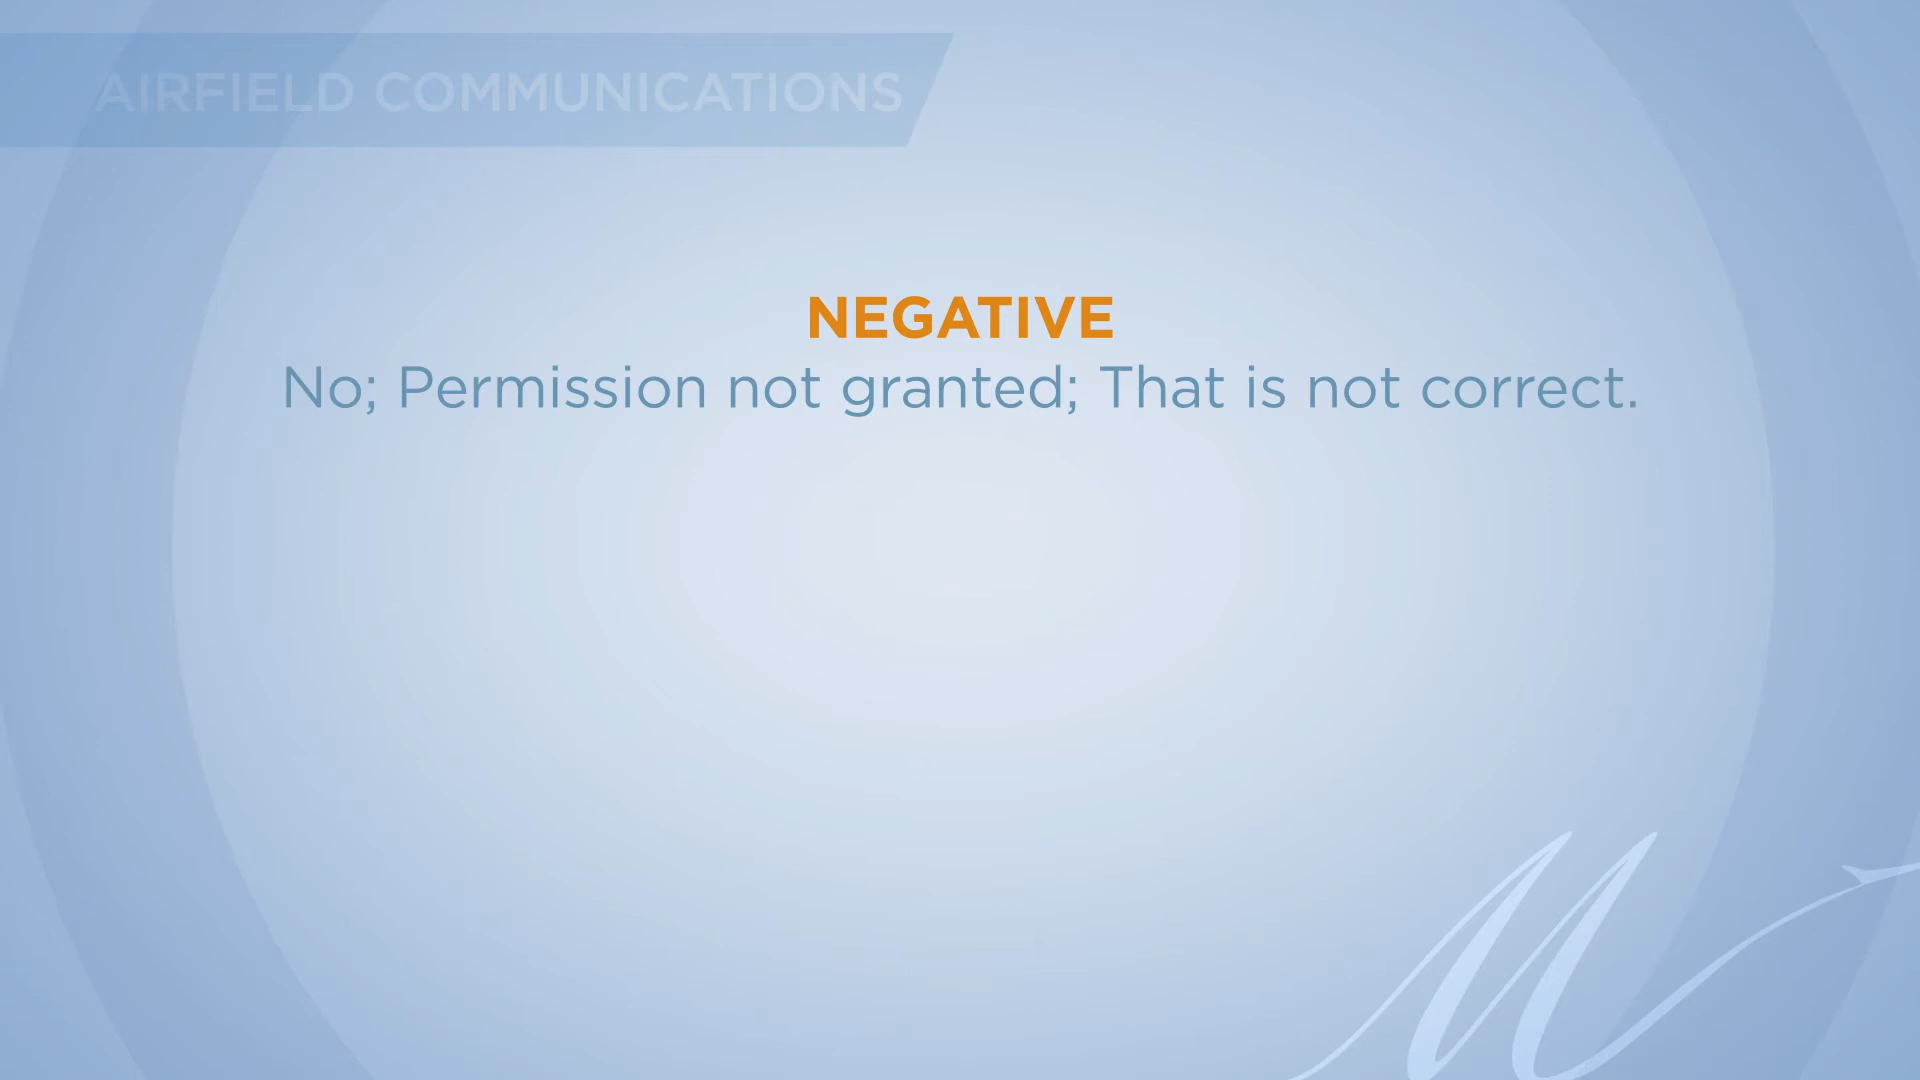 AIRFIELD COMMUNICATIONS
NEGATIVE
No; Permission not granted; That is not correct.